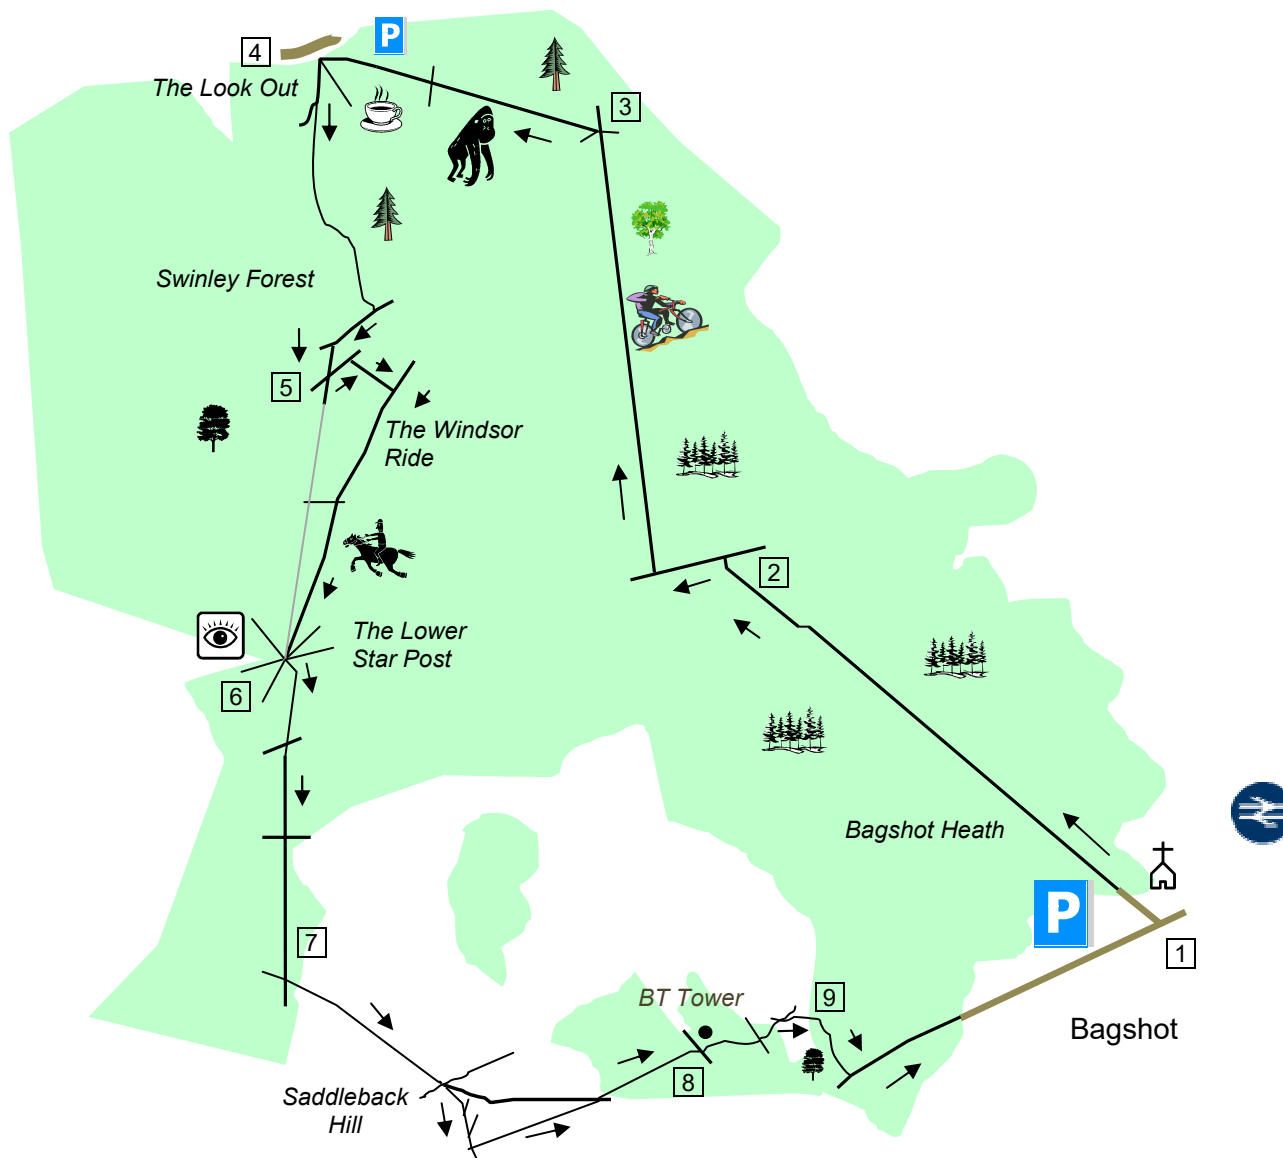 P
4
The Look Out
3
Swinley Forest
5
The Windsor
Ride
2
The Lower
Star Post
6
Bagshot Heath
P
7
1
BT Tower
9
Bagshot
8
Saddleback
Hill